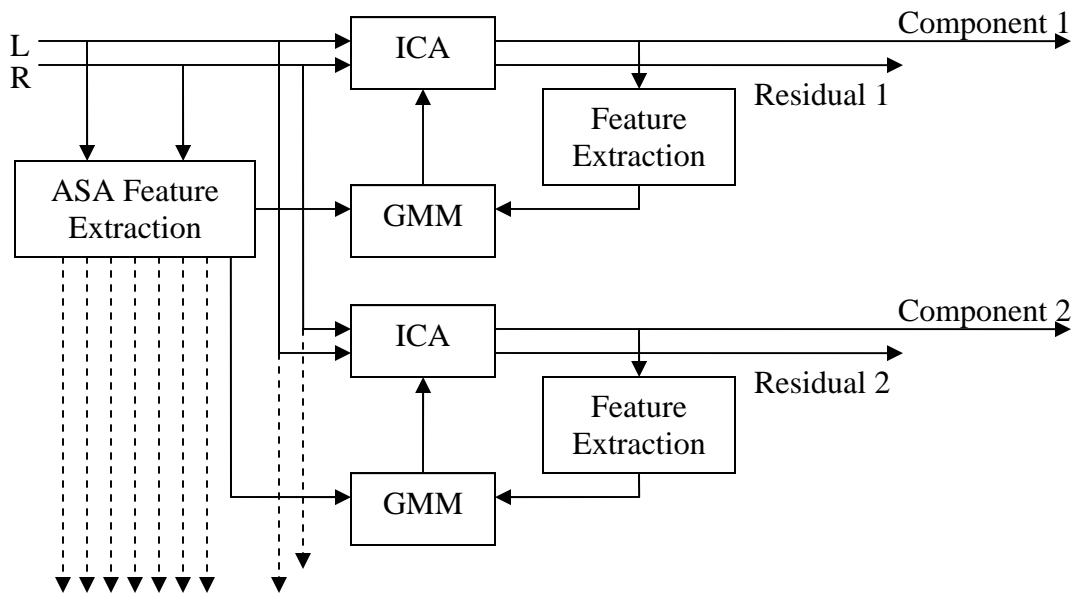 Component 1
L
ICA
R
Residual 1
Feature
Extraction
ASA Feature
Extraction
GMM
Component 2
ICA
Residual 2
Feature
Extraction
GMM